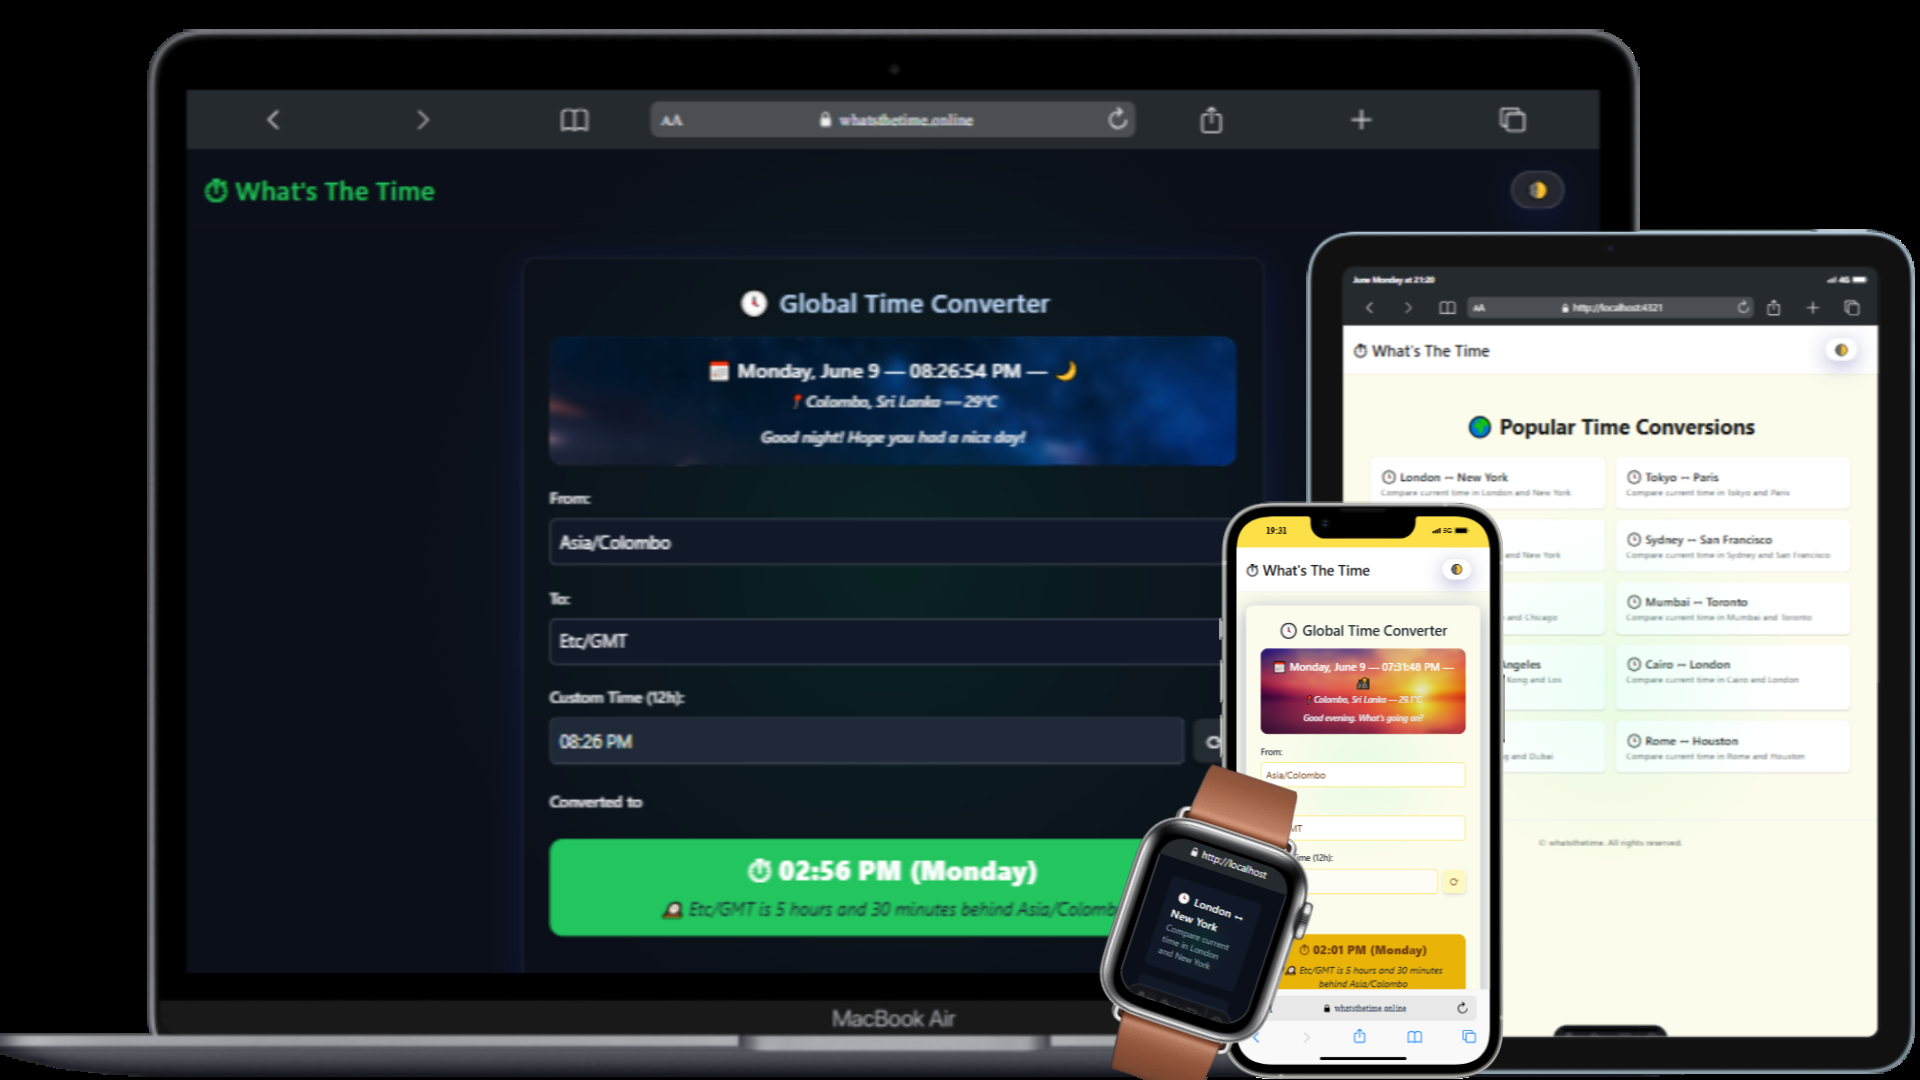 AA whatsthetime.online
What's The Time
Global Time Converter
Monday, June 9 — 08:26:54 PM —
Colombo, Sri Lanka — 29°C
Good night! Hope you had a nice day!
From:
Asia/Colombo
To:
Etc/GMT
Custom Time (12h):
08:26 PM
Converted to
02:56 PM (Monday)
Etc/GMT is 5 hours and 30 minutes behind Asia/Colomb
MacBook Air
June Monday at 21:20 4G
AA http://localhost:4321
What's The Time
Popular Time Conversions
London ↔ New York
Compare current time in London and New York
Tokyo ↔ Paris
Compare current time in Tokyo and Paris
and New York
Sydney ↔ San Francisco
Compare current time in Sydney and San Francisco
and Chicago
Mumbai ↔ Toronto
Compare current time in Mumbai and Toronto
Angeles
Kong and Los
Cairo ↔ London
Compare current time in Cairo and London
and Dubai
Rome ↔ Houston
Compare current time in Rome and Houston
© whatsthetime. All rights reserved.
19:31 5G
What's The Time
Global Time Converter
Monday, June 9 — 07:31:48 PM —
Colombo, Sri Lanka — 29.1°C
Good evening. What's going on?
From:
Asia/Colombo
MT
ime (12h):
02:01 PM (Monday)
Etc/GMT is 5 hours and 30 minutes
behind Asia/Colombo
whatsthetime.online
http://localhost
London ↔
New York
Compare current
time in London
and New York